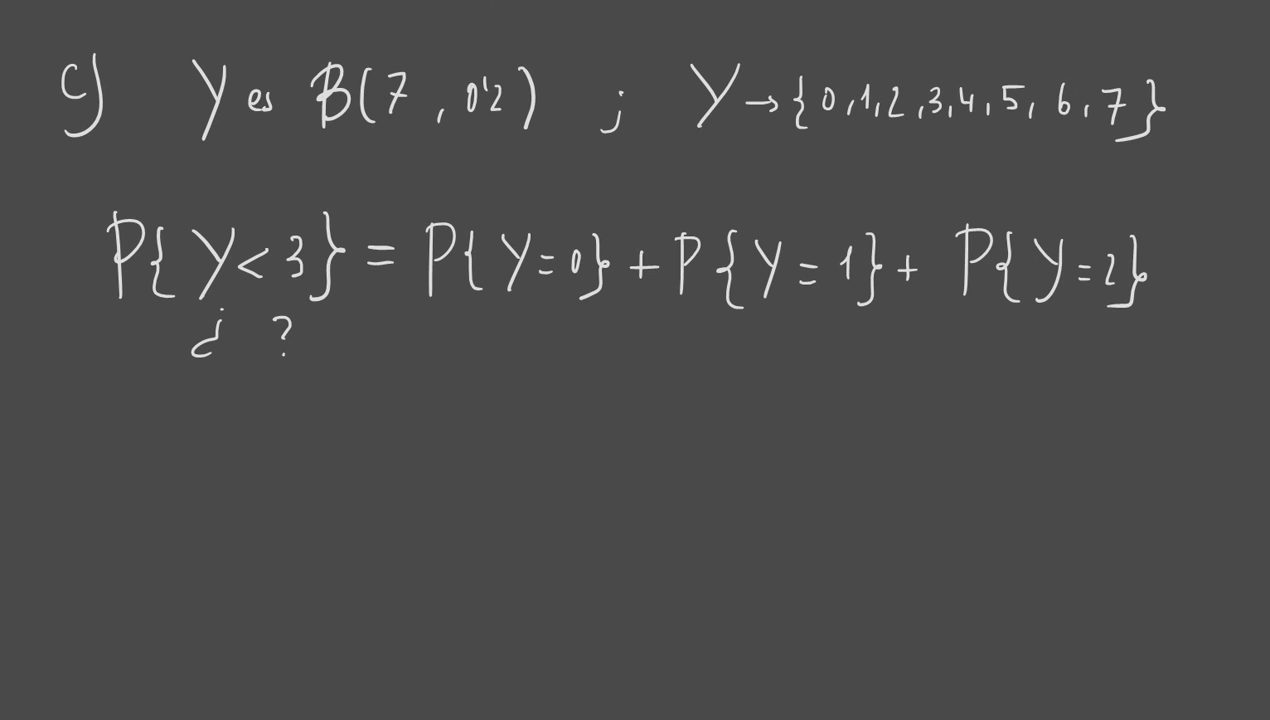 c) Y es B(7, 0'2) ; Y→{0,1,2,3,4,5,6,7}
P{Y<3} = P{Y=0} + P{Y=1} + P{Y=2}
¿ ?